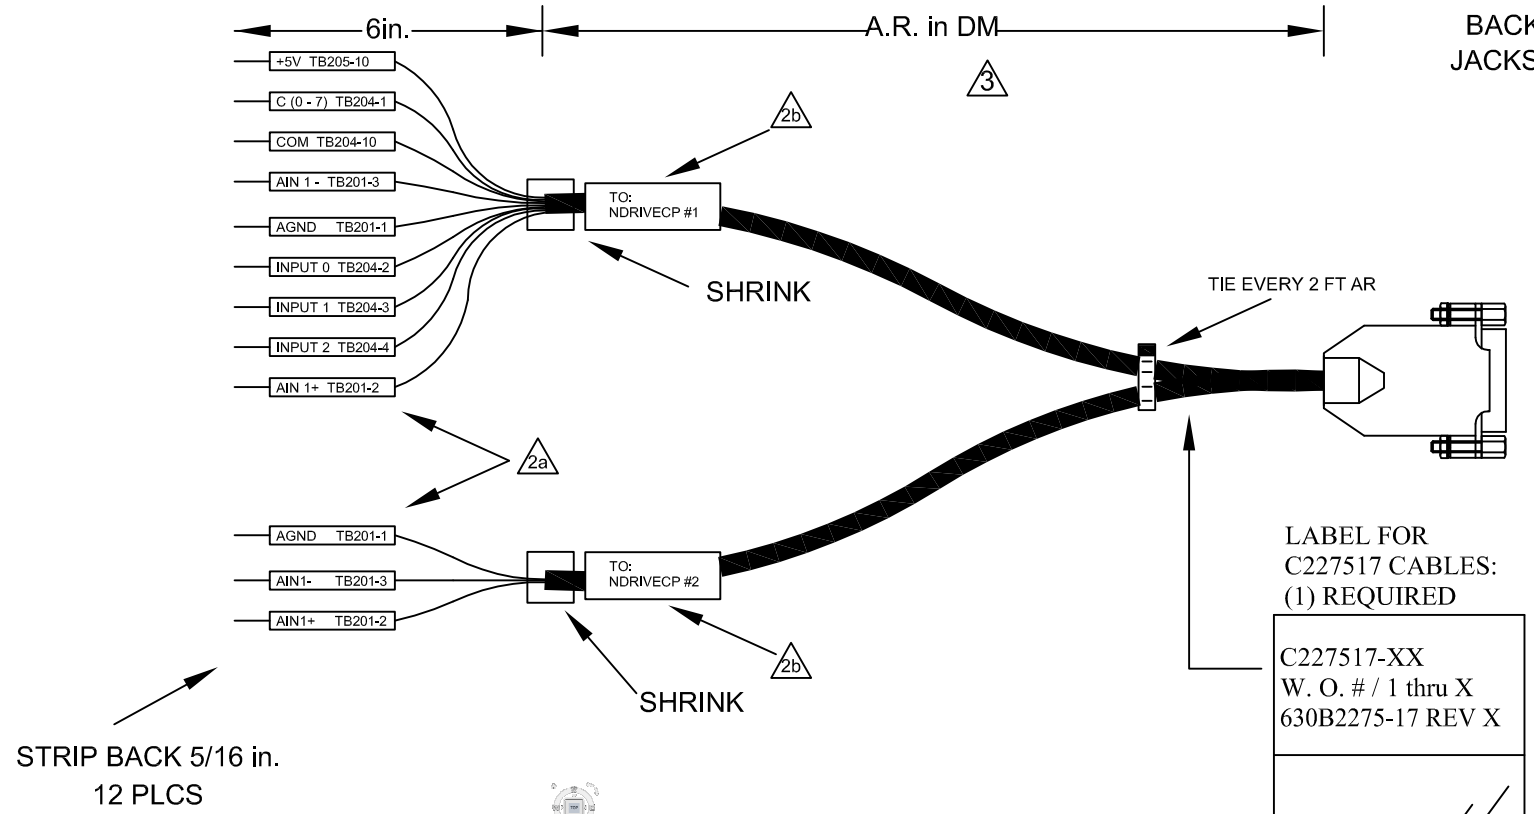 6in.
A.R. in DM
BACK
JACKS
3
+5V TB205-10
C (0 - 7) TB204-1
COM TB204-10
AIN 1 - TB201-3
AGND TB201-1
INPUT 0 TB204-2
INPUT 1 TB204-3
INPUT 2 TB204-4
AIN 1+ TB201-2
2b
TO:
NDRIVECP #1
SHRINK
TIE EVERY 2 FT AR
2a
AGND TB201-1
AIN1- TB201-3
AIN1+ TB201-2
TO:
NDRIVECP #2
2b
SHRINK
STRIP BACK 5/16 in.
12 PLCS
LABEL FOR
C227517 CABLES:
(1) REQUIRED
C227517-XX
W. O. # / 1 thru X
630B2275-17 REV X
TOP